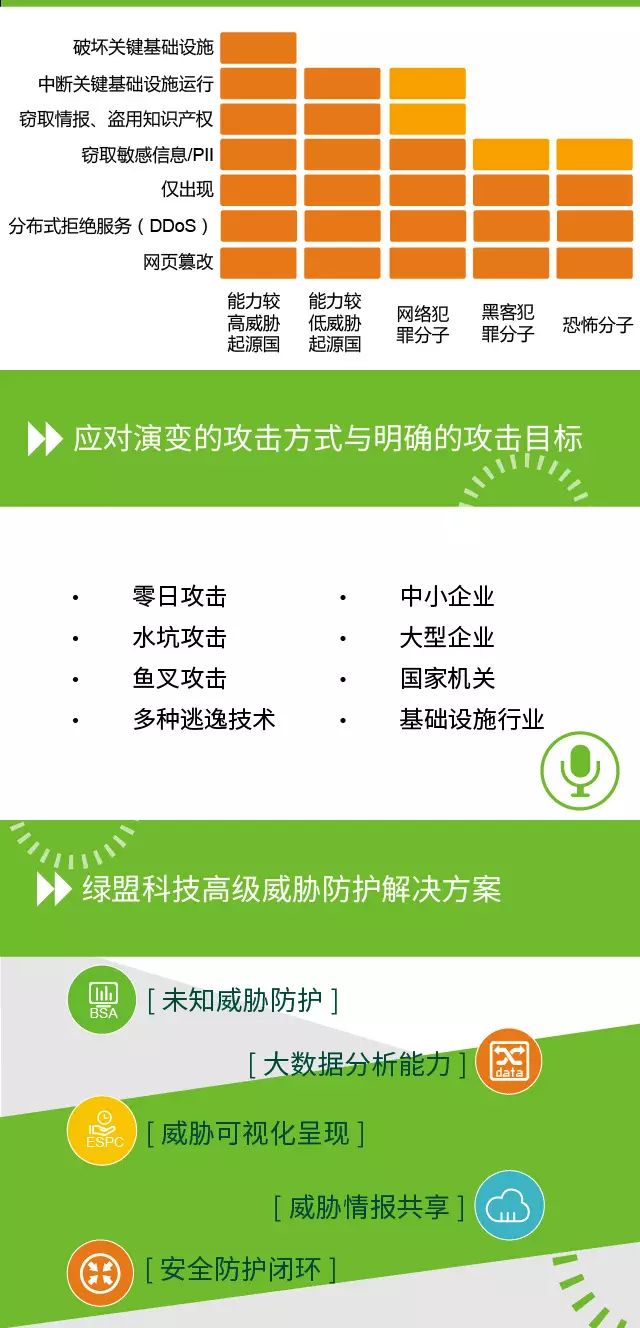 破坏关键基础设施
中断关键基础设施运行
窃取情报、盗用知识产权
窃取敏感信息/PII
仅出现
分布式拒绝服务（DDoS）
网页篡改
能力较
高威胁
起源国
能力较
低威胁
起源国
网络犯
罪分子
黑客犯
罪分子
恐怖分子
应对演变的攻击方式与明确的攻击目标
• 零日攻击
• 水坑攻击
• 鱼叉攻击
• 多种逃逸技术
• 中小企业
• 大型企业
• 国家机关
• 基础设施行业
绿盟科技高级威胁防护解决方案
BSA
[ 未知威胁防护 ]
[ 大数据分析能力 ]
data
ESPC
[ 威胁可视化呈现 ]
[ 威胁情报共享 ]
[ 安全防护闭环 ]